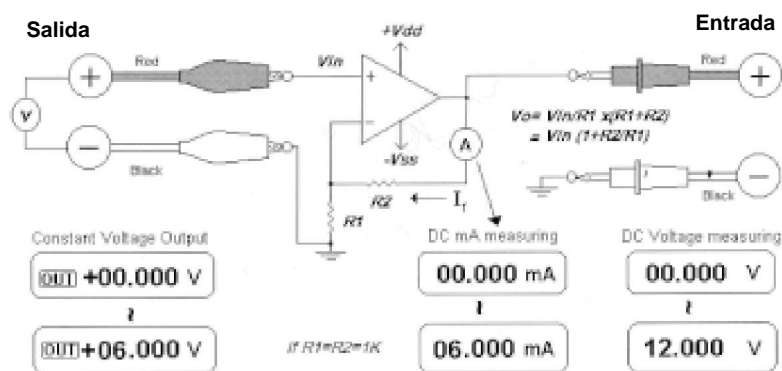 Salida
Entrada
+Vdd
Red
Vin
Red
+
+
+
V
Vo= Vin/R1 x(R1+R2)
= Vin (1+R2/R1)
−
−
A
-Vss
−
Black
R2
If
Black
R1
Constant Voltage Output
DC mA measuring
DC Voltage measuring
OUT +00.000 V
00.000 mA
00.000 V
~
~
~
OUT +06.000 V
if R1=R2=1K
06.000 mA
12.000 V